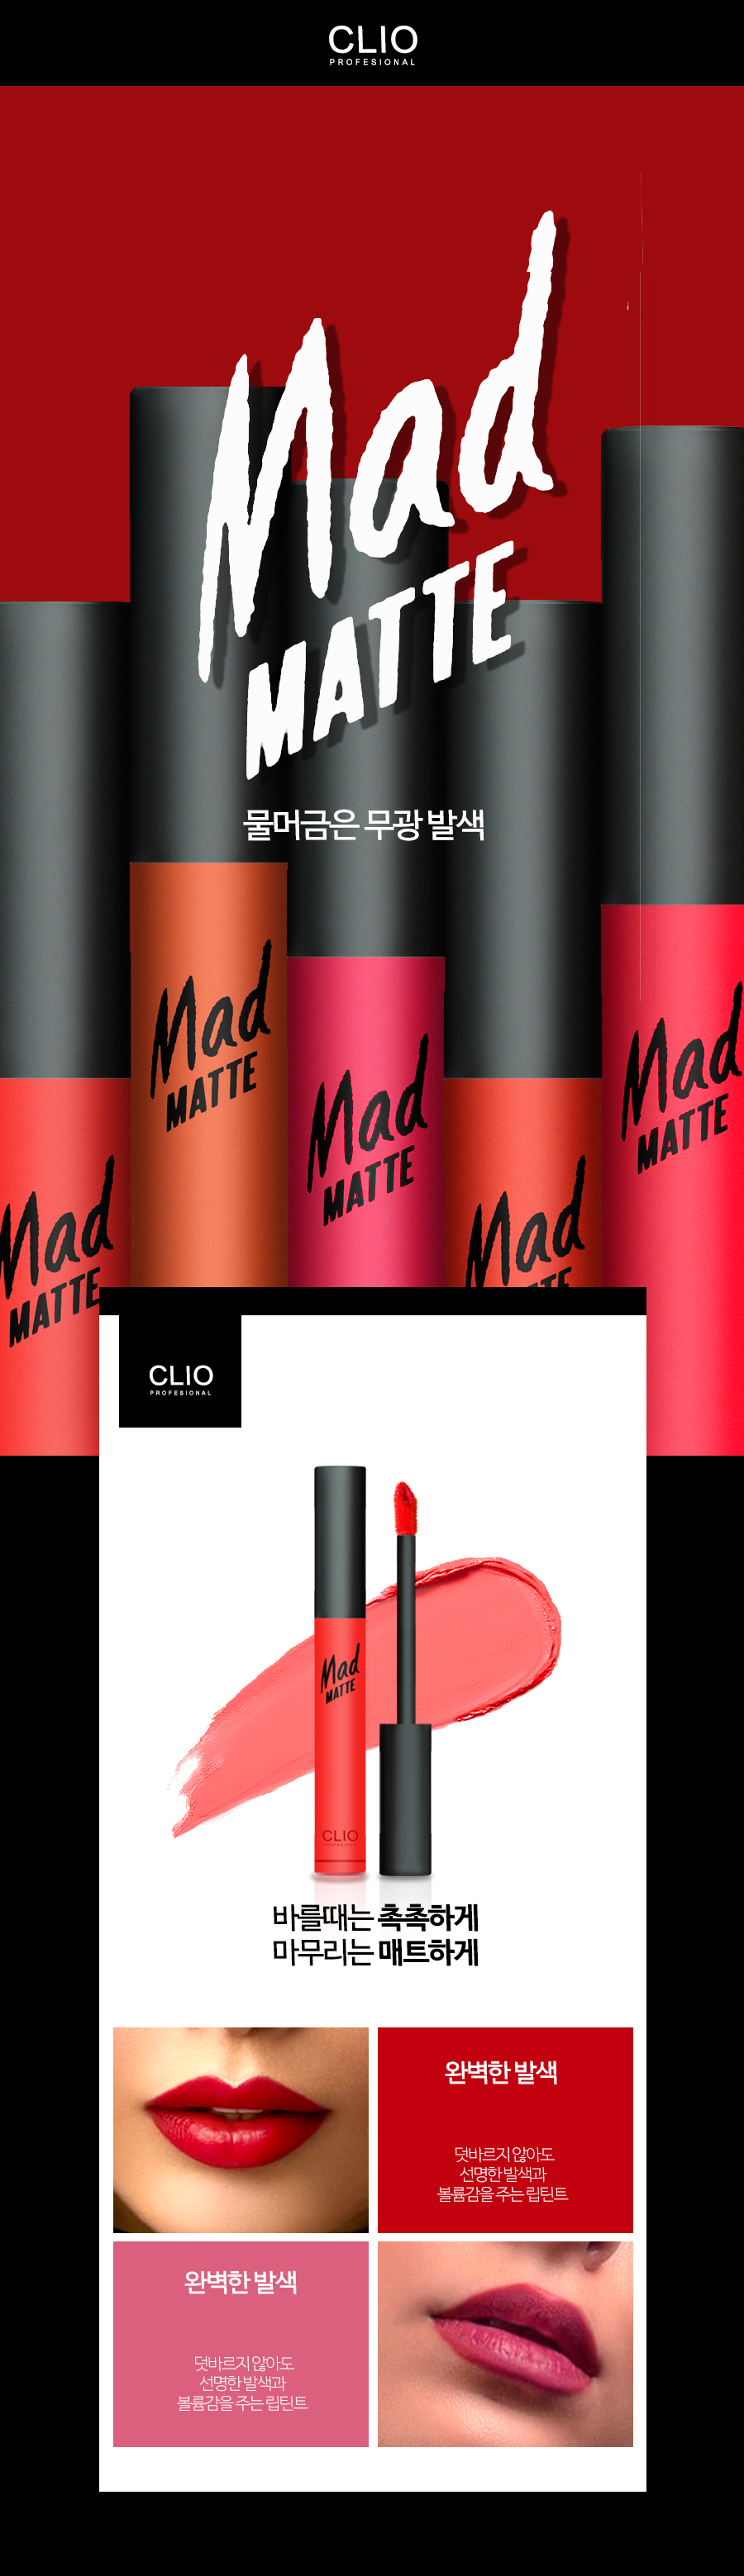 CLIO
PROFESIONAL
Mad
MATTE
물머금은 무광 발색
Mad
MATTE
Mad
MATTE
Mad
MATTE
Mad
MATTE
Mad
MATTE
CLIO
PROFESIONAL
Mad
MATTE
CLIO
바를때는 촉촉하게
마무리는 매트하게
완벽한 발색
덧바르지 않아도
선명한 발색과
볼륨감을 주는 립틴트
완벽한 발색
덧바르지 않아도
선명한 발색과
볼륨감을 주는 립틴트